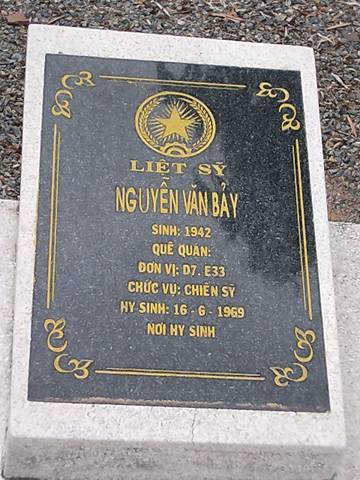 LIỆT SỸ
NGUYỄN VĂN BẢY
SINH: 1942
QUÊ QUÁN:
ĐƠN VỊ: D7. E33
CHỨC VỤ: CHIẾN SỸ
HY SINH: 16 - 6 - 1969
NƠI HY SINH